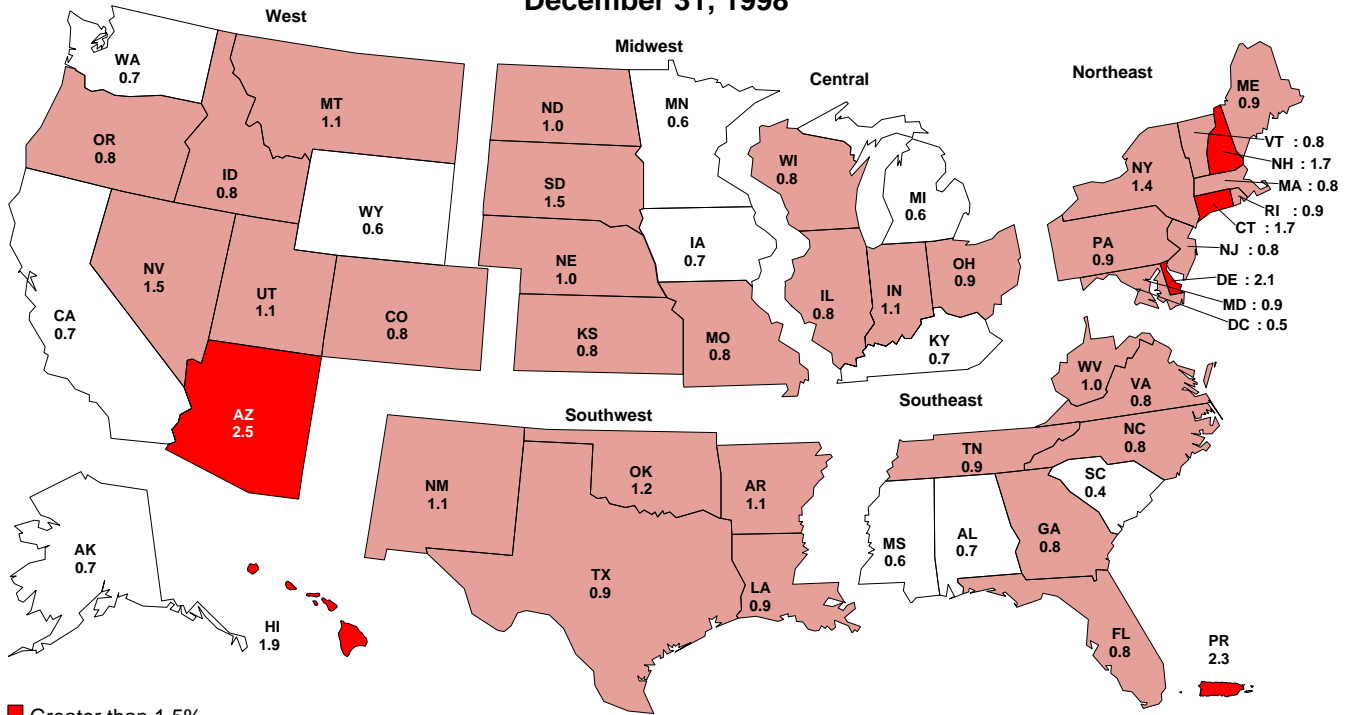 December 31, 1998
West
Midwest
Central
Northeast
WA
0.7
OR
0.8
ID
0.8
MT
1.1
WY
0.6
CA
0.7
NV
1.5
UT
1.1
CO
0.8
AZ
2.5
AK
0.7
HI
1.9
ND
1.0
SD
1.5
NE
1.0
KS
0.8
MN
0.6
IA
0.7
MO
0.8
WI
0.8
MI
0.6
IL
0.8
IN
1.1
OH
0.9
KY
0.7
ME
0.9
VT : 0.8
NH : 1.7
MA : 0.8
RI : 0.9
CT : 1.7
NJ : 0.8
DE : 2.1
MD : 0.9
DC : 0.5
NY
1.4
PA
0.9
Southwest
NM
1.1
OK
1.2
AR
1.1
TX
0.9
LA
0.9
Southeast
WV
1.0
VA
0.8
NC
0.8
TN
0.9
SC
0.4
MS
0.6
AL
0.7
GA
0.8
FL
0.8
PR
2.3
Greater than 1.5%